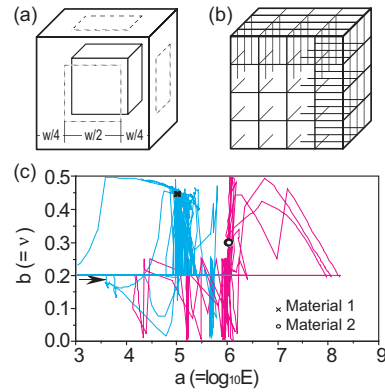 (a)
(b)
w/4 w/2 w/4
(c)
b (= ν)
0.5
0.4
0.3
0.2
0.1
0.0
× Material 1
○ Material 2
3 4 5 6 7 8 9
a (=log₁₀E)